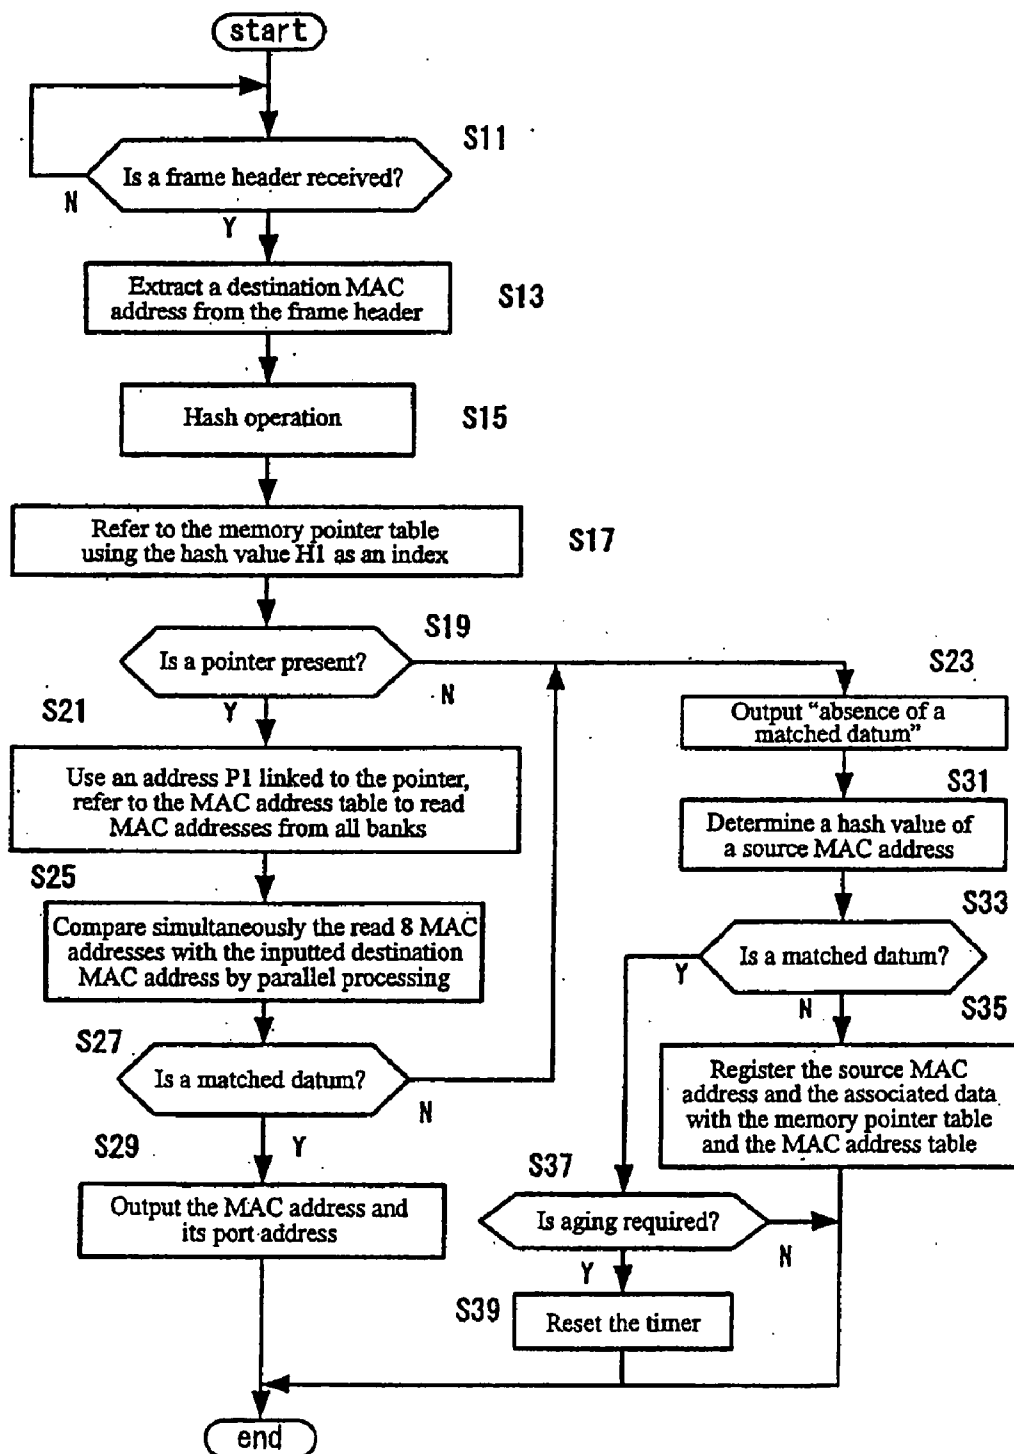 start
S11
Is a frame header received?
N
Y
Extract a destination MAC
address from the frame header
S13
Hash operation
S15
Refer to the memory pointer table
using the hash value H1 as an index
S17
S19
Is a pointer present?
N
Y
S21
Use an address P1 linked to the pointer,
refer to the MAC address table to read
MAC addresses from all banks
S23
Output “absence of a
matched datum”
S31
Determine a hash value of
a source MAC address
S25
Compare simultaneously the read 8 MAC
addresses with the inputted destination
MAC address by parallel processing
S33
Is a matched datum?
Y
N
S27
Is a matched datum?
N
Y
S35
Register the source MAC
address and the associated data
with the memory pointer table
and the MAC address table
S29
Output the MAC address and
its port address
S37
Is aging required?
N
Y
S39
Reset the timer
end